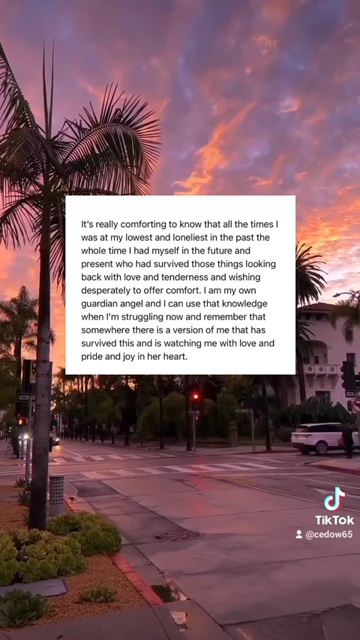 It's really comforting to know that all the times I
was at my lowest and loneliest in the past the
whole time I had myself in the future and
present who had survived those things looking
back with love and tenderness and wishing
desperately to offer comfort. I am my own
guardian angel and I can use that knowledge
when I'm struggling now and remember that
somewhere there is a version of me that has
survived this and is watching me with love and
pride and joy in her heart.
TikTok
@cedow65